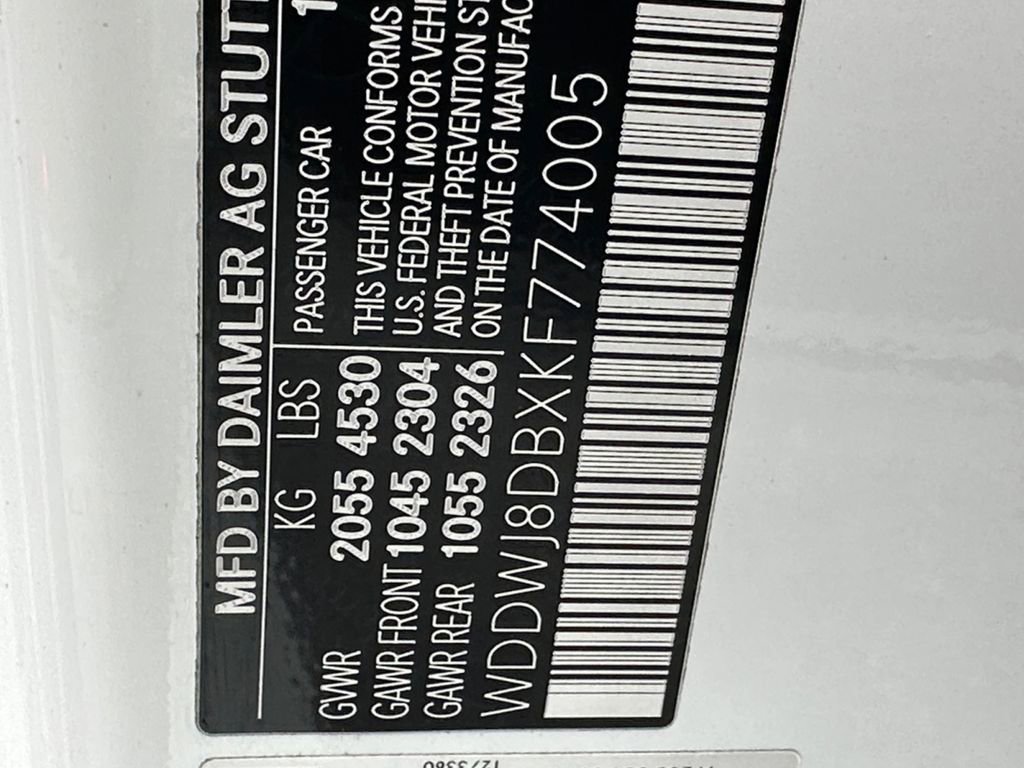 MFD BY DAIMLER AG STUTT
KG LBS
GVWR 2055 4530
GAWR FRONT 1045 2304
GAWR REAR 1055 2326
PASSENGER CAR
THIS VEHICLE CONFORMS
U.S. FEDERAL MOTOR VEHI
AND THEFT PREVENTION ST
ON THE DATE OF MANUFAC
WDDWJ8DBXKF774005